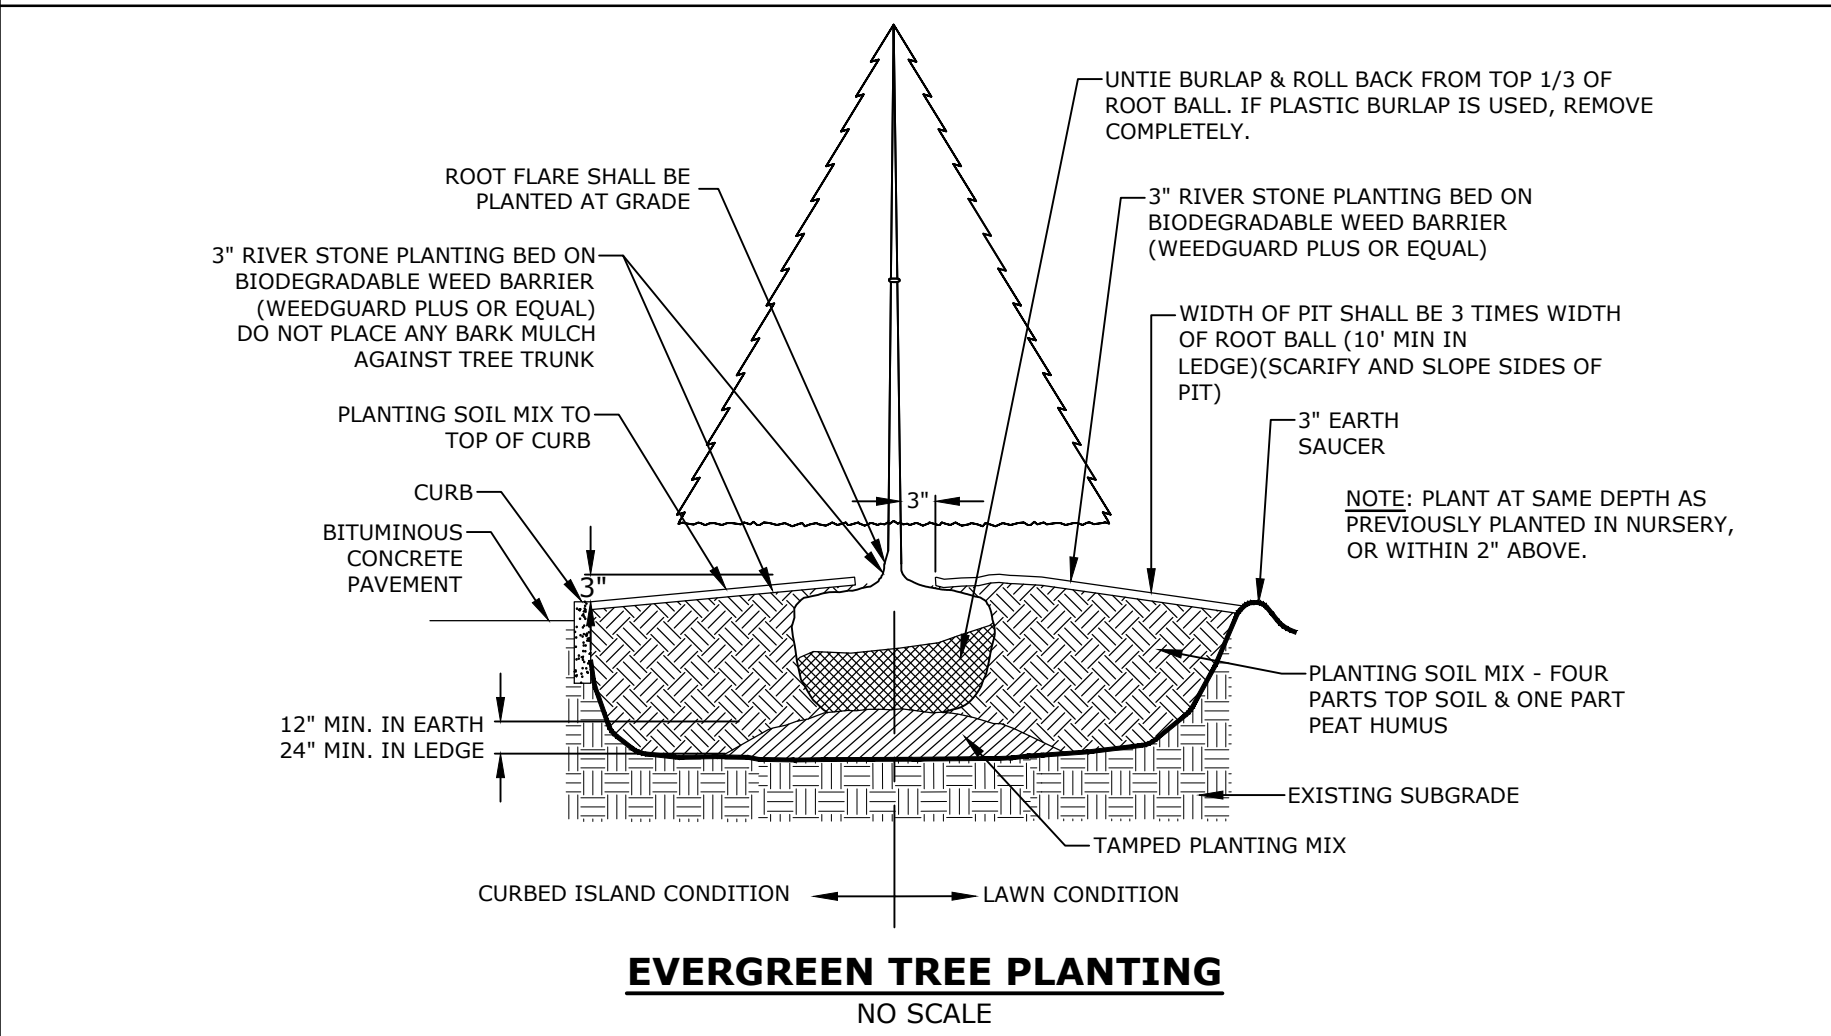 UNTIE BURLAP & ROLL BACK FROM TOP 1/3 OF
ROOT BALL. IF PLASTIC BURLAP IS USED, REMOVE
COMPLETELY.
ROOT FLARE SHALL BE
PLANTED AT GRADE
3" RIVER STONE PLANTING BED ON
BIODEGRADABLE WEED BARRIER
(WEEDGUARD PLUS OR EQUAL)
3" RIVER STONE PLANTING BED ON
BIODEGRADABLE WEED BARRIER
(WEEDGUARD PLUS OR EQUAL)
DO NOT PLACE ANY BARK MULCH
AGAINST TREE TRUNK
WIDTH OF PIT SHALL BE 3 TIMES WIDTH
OF ROOT BALL (10' MIN IN
LEDGE)(SCARIFY AND SLOPE SIDES OF
PIT)
PLANTING SOIL MIX TO
TOP OF CURB
3" EARTH
SAUCER
CURB
3"
NOTE: PLANT AT SAME DEPTH AS
PREVIOUSLY PLANTED IN NURSERY,
OR WITHIN 2" ABOVE.
BITUMINOUS
CONCRETE
PAVEMENT
3"
PLANTING SOIL MIX - FOUR
PARTS TOP SOIL & ONE PART
PEAT HUMUS
12" MIN. IN EARTH
24" MIN. IN LEDGE
EXISTING SUBGRADE
TAMPED PLANTING MIX
CURBED ISLAND CONDITION
LAWN CONDITION
EVERGREEN TREE PLANTING
NO SCALE